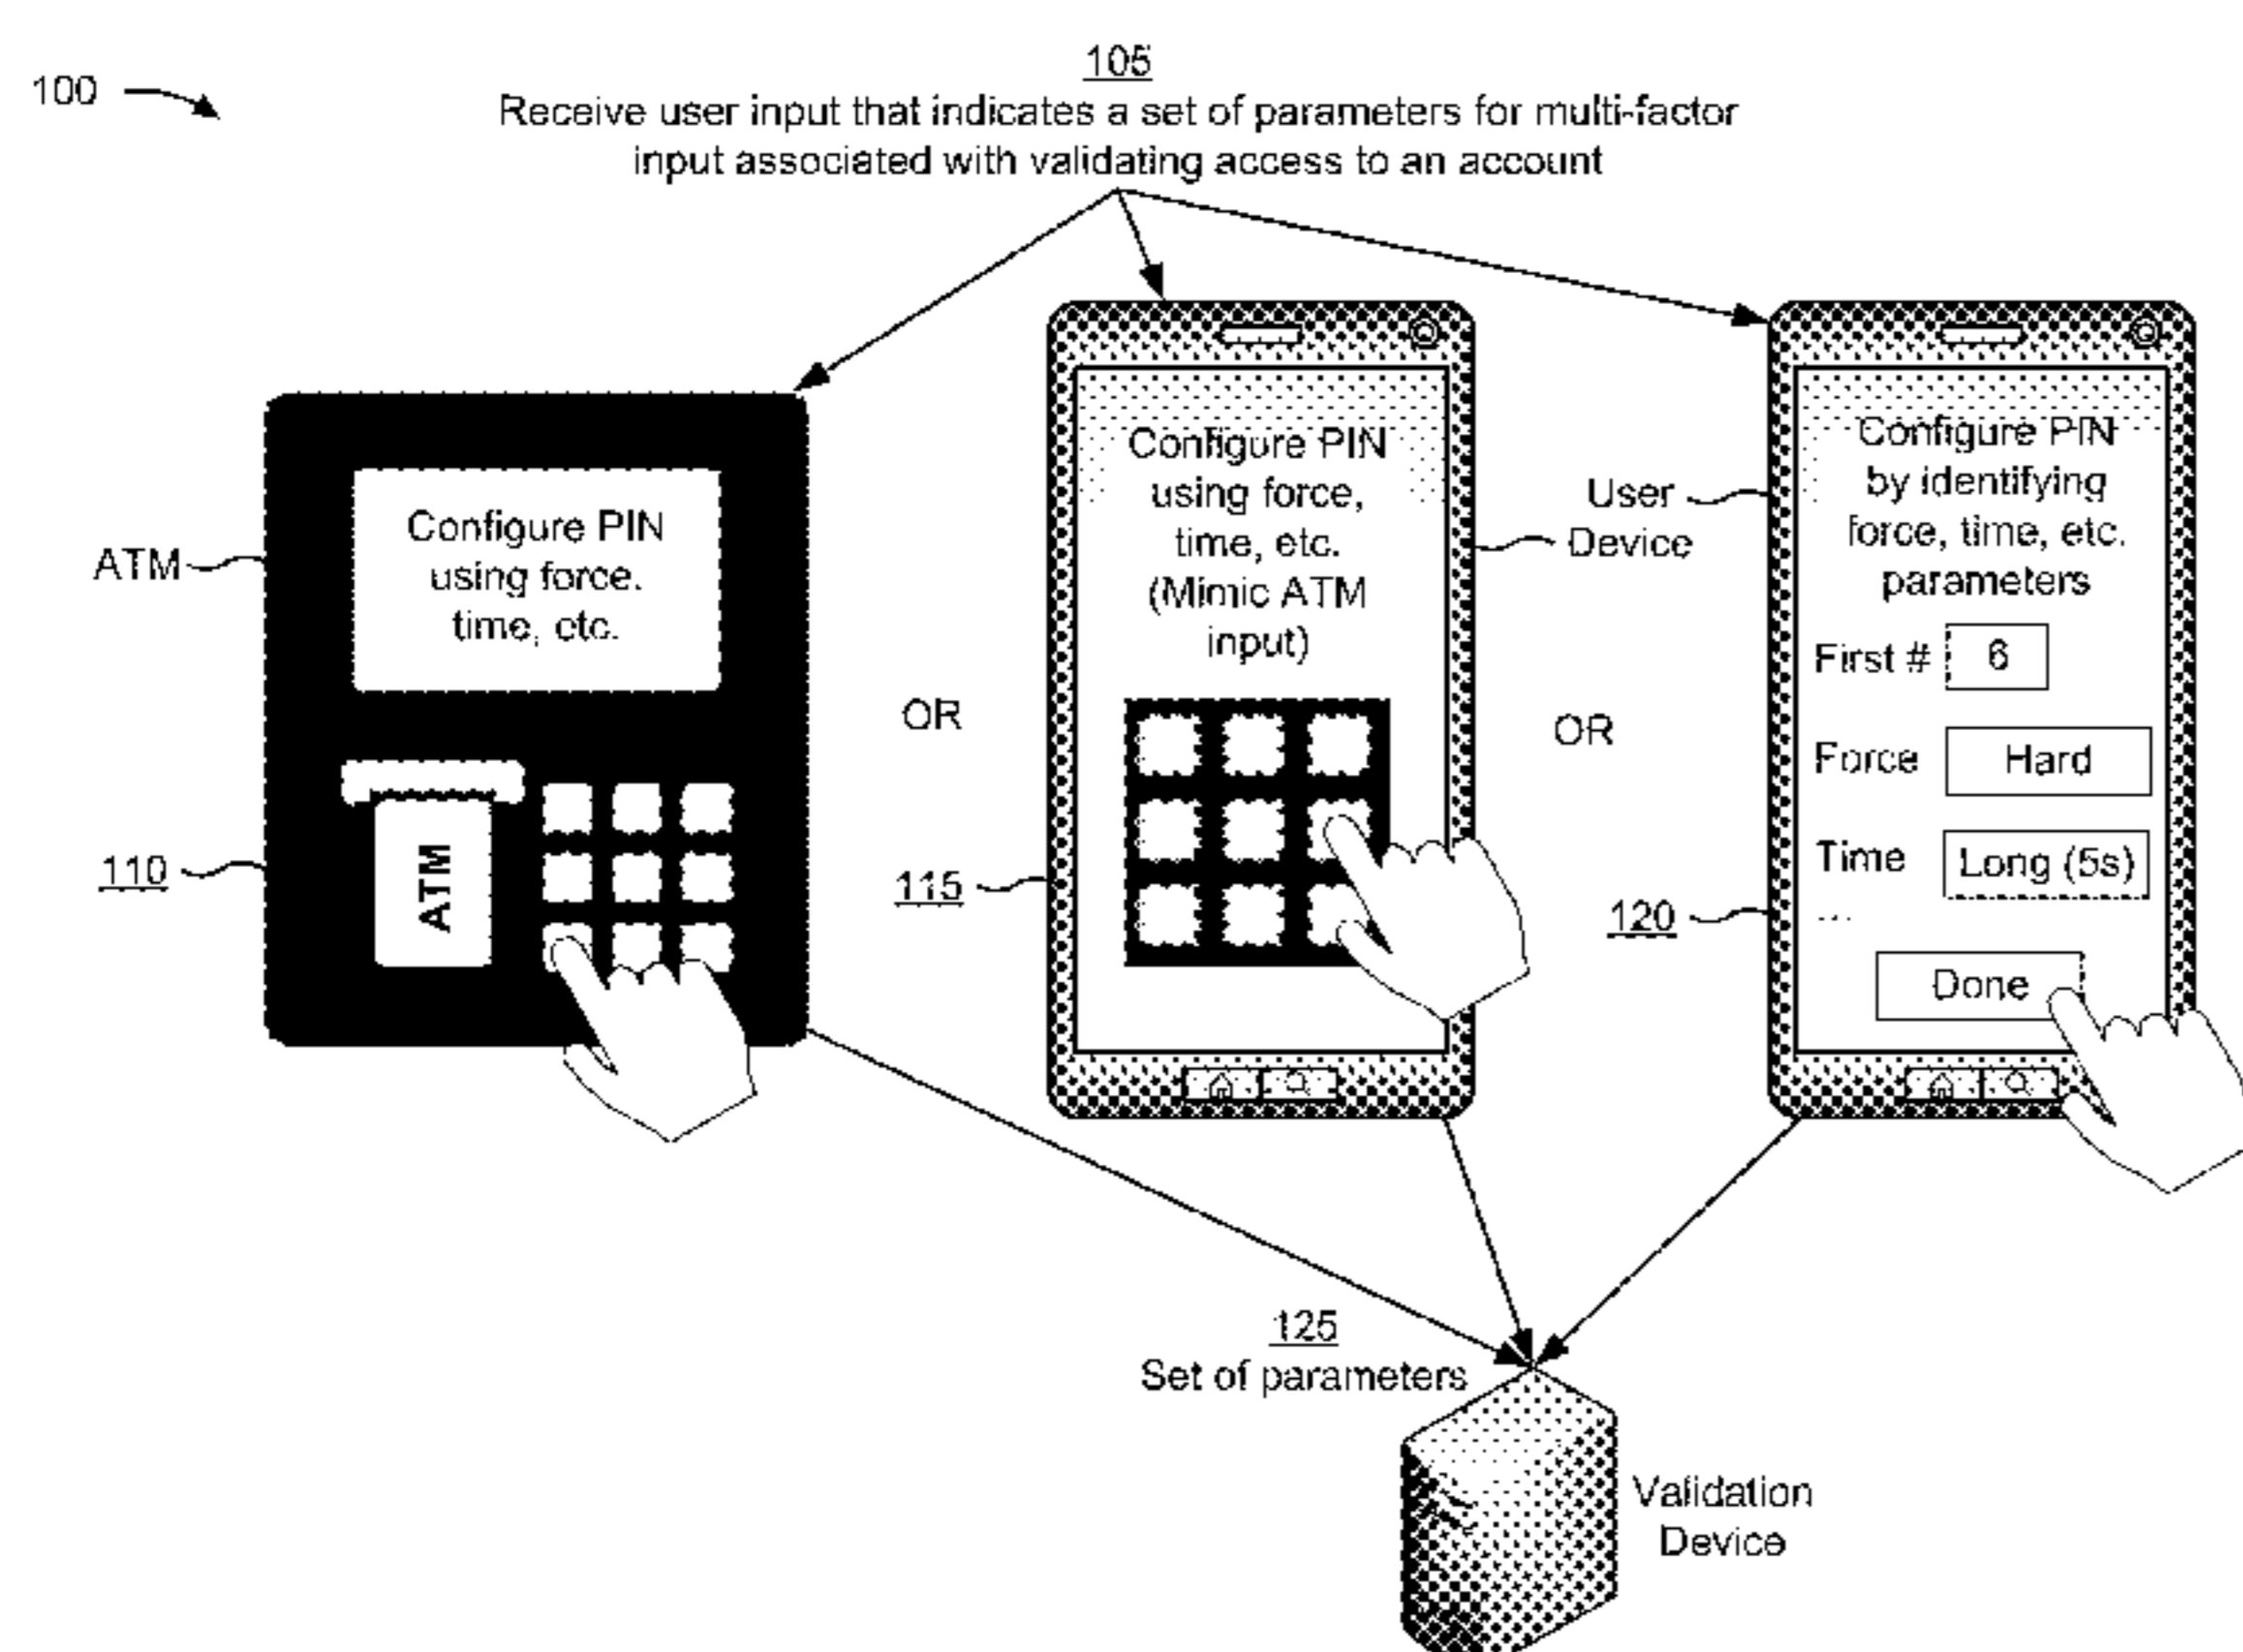 100
105
Receive user input that indicates a set of parameters for multi-factor
input associated with validating access to an account
ATM
110
Configure PIN
using force.
time, etc.
ATM
OR
115
Configure PIN
using force,
time, etc.
(Mimic ATM
input)
User
Device
OR
120
Configure PIN
by identifying
force, time, etc.
parameters
First # 6
Force Hard
Time Long (5s)
...
Done
125
Set of parameters
Validation
Device